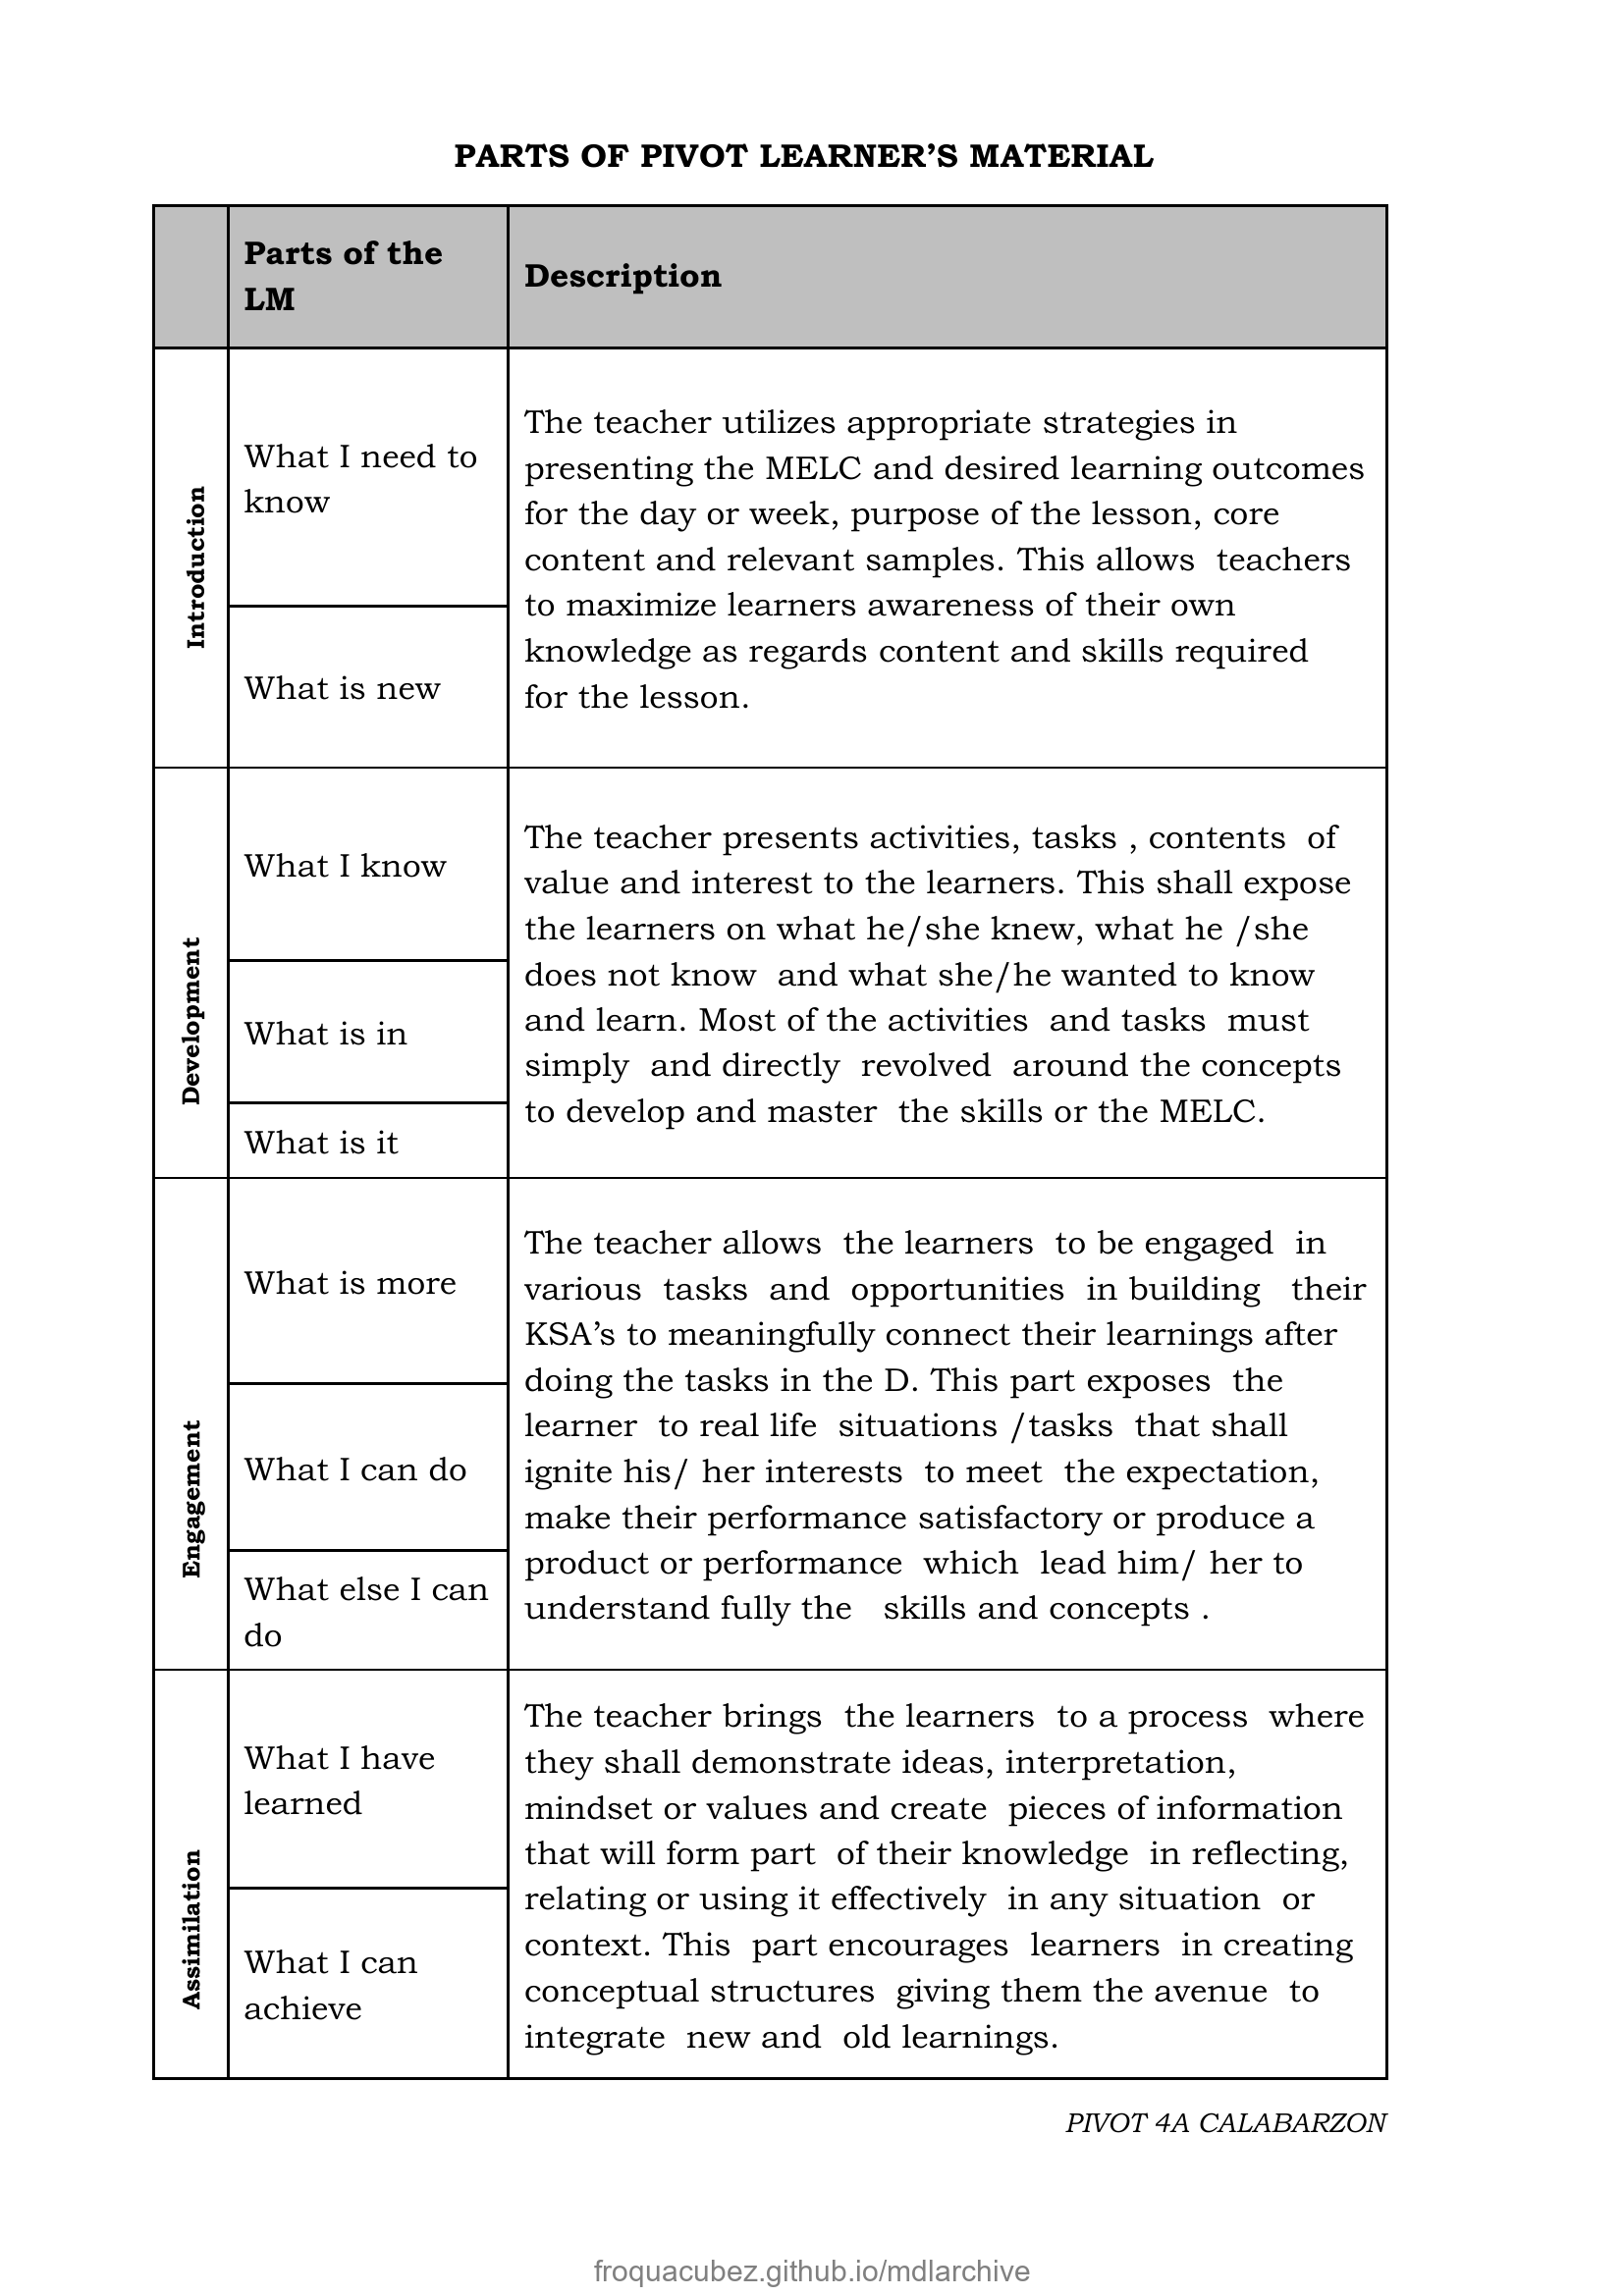 PARTS OF PIVOT LEARNER’S MATERIAL
Parts of the
LM
Description
Introduction
What I need to
know
What is new
The teacher utilizes appropriate strategies in
presenting the MELC and desired learning outcomes
for the day or week, purpose of the lesson, core
content and relevant samples. This allows  teachers
to maximize learners awareness of their own
knowledge as regards content and skills required
for the lesson.
Development
What I know
What is in
What is it
The teacher presents activities, tasks , contents  of
value and interest to the learners. This shall expose
the learners on what he/she knew, what he /she
does not know  and what she/he wanted to know
and learn. Most of the activities  and tasks  must
simply  and directly  revolved  around the concepts
to develop and master  the skills or the MELC.
Engagement
What is more
What I can do
What else I can
do
The teacher allows  the learners  to be engaged  in
various  tasks  and  opportunities  in building   their
KSA’s to meaningfully connect their learnings after
doing the tasks in the D. This part exposes  the
learner  to real life  situations /tasks  that shall
ignite his/ her interests  to meet  the expectation,
make their performance satisfactory or produce a
product or performance  which  lead him/ her to
understand fully the   skills and concepts .
Assimilation
What I have
learned
What I can
achieve
The teacher brings  the learners  to a process  where
they shall demonstrate ideas, interpretation,
mindset or values and create  pieces of information
that will form part  of their knowledge  in reflecting,
relating or using it effectively  in any situation  or
context. This  part encourages  learners  in creating
conceptual structures  giving them the avenue  to
integrate  new and  old learnings.
PIVOT 4A CALABARZON
froquacubez.github.io/mdlarchive